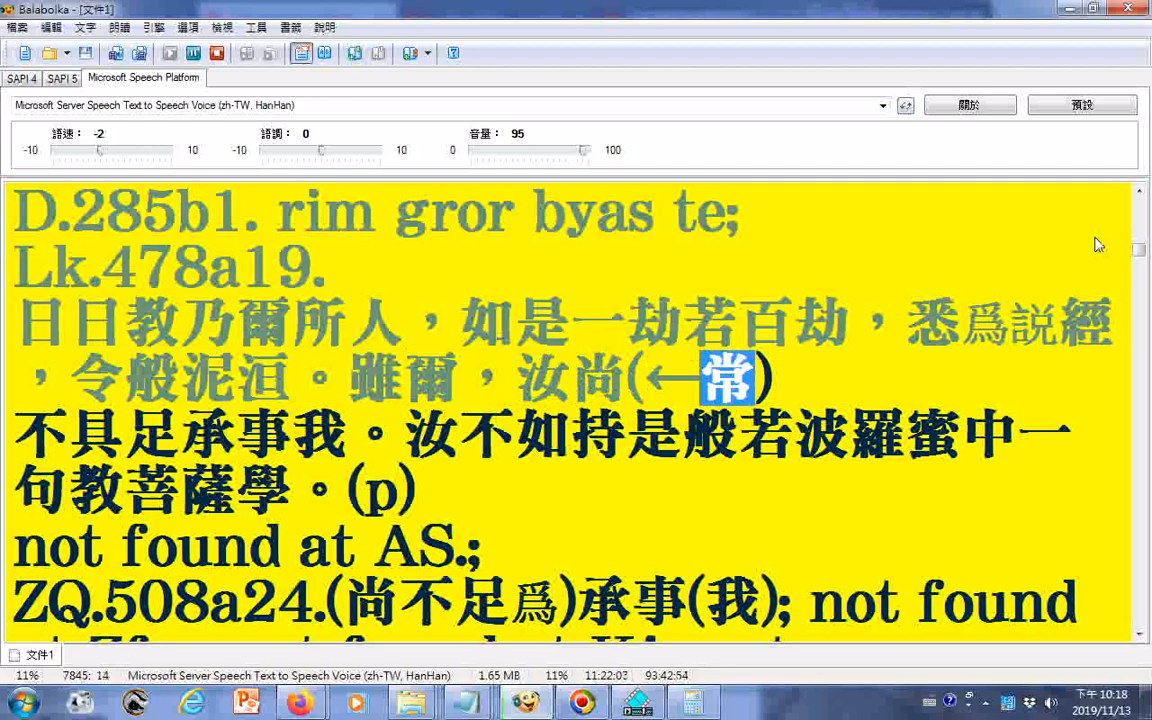 Balabolka - [文件1]
檔案 編輯 文字 朗讀 引擎 選項 檢視 工具 書籤 說明
SAPI 4 SAPI 5 Microsoft Speech Platform
Microsoft Server Speech Text to Speech Voice (zh-TW, HanHan) 關於 預設
語速： -2 語調： 0 音量： 95
-10 10 -10 10 0 100
D.285b1. rim gror byas te;
Lk.478a19.
日日教乃爾所人，如是一劫若百劫，悉爲説經
，令般泥洹。雖爾，汝尚(←常)
不具足承事我。汝不如持是般若波羅蜜中一
句教菩薩學。(p)
not found at AS.;
ZQ.508a24.(尚不足爲)承事(我); not found
文件1
11% 7845: 14 Microsoft Server Speech Text to Speech Voice (zh-TW, HanHan) 1.65 MB 11% 11:22:03 93:42:54
下午 10:18
2019/11/13